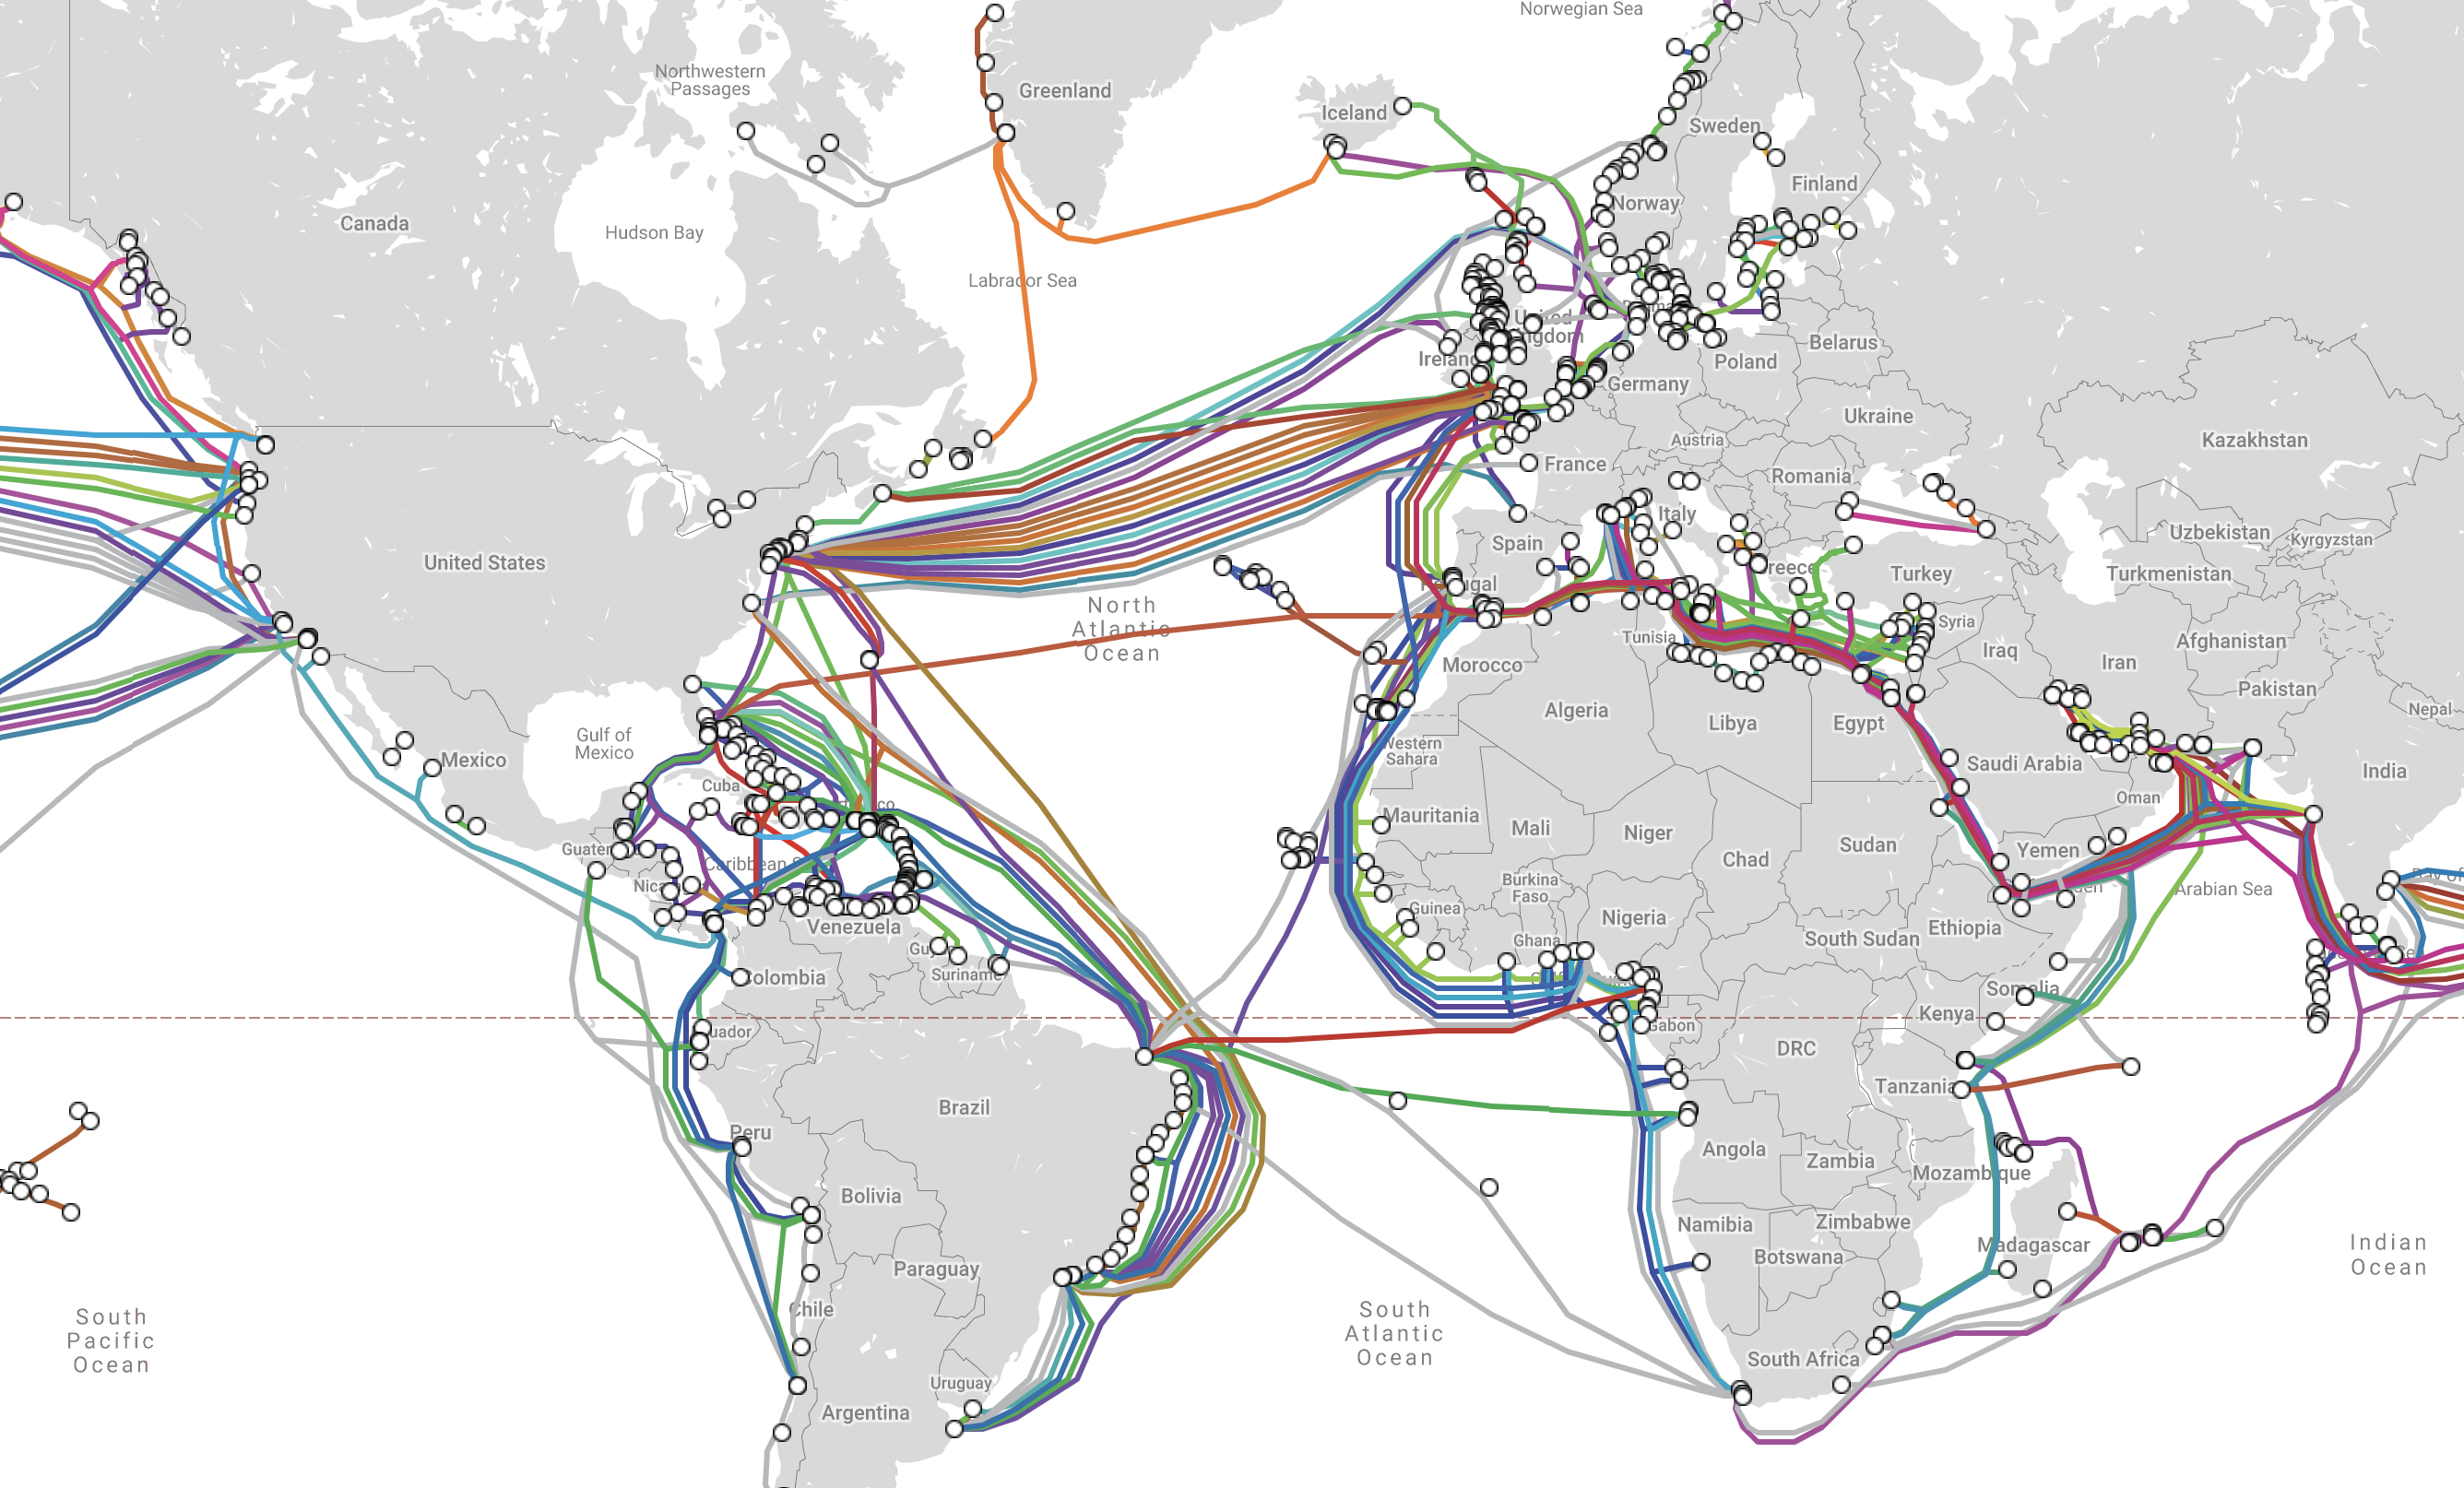 Norwegian Sea
Northwestern
Passages
Greenland
Iceland
Sweden
Finland
Canada
Hudson Bay
Norway
Labrador Sea
United
Kingdom
Ireland
Belarus
Poland
Germany
Ukraine
Austria
Kazakhstan
France
Romania
Italy
United States
Spain
Greece
Turkey
Uzbekistan
Kyrgyzstan
Turkmenistan
Portugal
North
Atlantic
Ocean
Tunisia
Syria
Afghanistan
Iraq
Iran
Morocco
Pakistan
Algeria
Libya
Egypt
Nepal
Gulf of
Mexico
Western
Sahara
Mexico
Saudi Arabia
India
Cuba
Oman
Mauritania
Mali
Niger
Sudan
Guatem
Caribbean S
Chad
Yemen
Nica
Burkina
Faso
Arabian Sea
Guinea
Nigeria
Venezuela
Ethiopia
Ghana
South Sudan
Guy
Suriname
Colombia
Somalia
Kenya
uador
Gabon
DRC
Tanzania
Brazil
Peru
Angola
Zambia
Mozambique
Bolivia
Namibia
Zimbabwe
Madagascar
Botswana
Indian
Ocean
Paraguay
Chile
South
Pacific
Ocean
South
Atlantic
Ocean
South Africa
Uruguay
Argentina